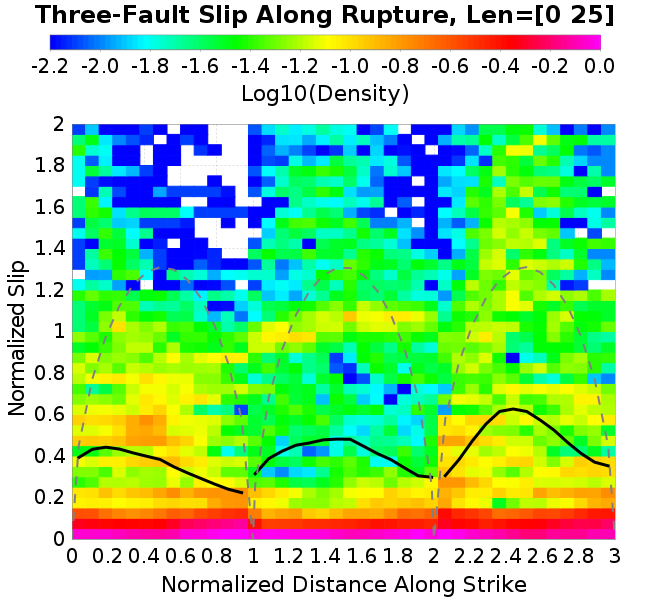 Three-Fault Slip Along Rupture, Len=[0 25]
-2.2 -2.0 -1.8 -1.6 -1.4 -1.2 -1.0 -0.8 -0.6 -0.4 -0.2 0.0
Log10(Density)
2
1.8
1.6
1.4
1.2
1
0.8
0.6
0.4
0.2
0
Normalized Slip
0 0.2 0.4 0.6 0.8 1 1.2 1.4 1.6 1.8 2 2.2 2.4 2.6 2.8 3
Normalized Distance Along Strike